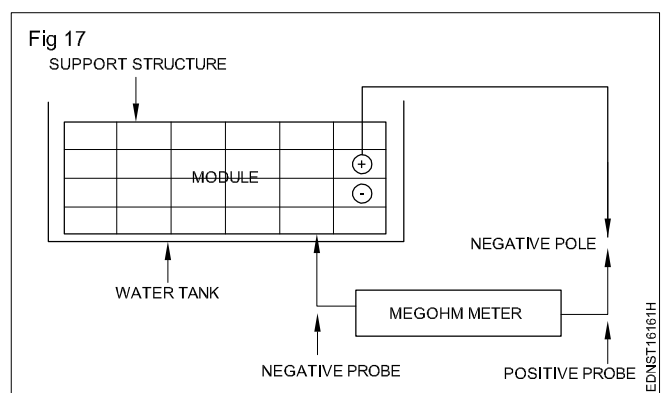 Fig 17
SUPPORT STRUCTURE
+
MODULE
-
NEGATIVE POLE
WATER TANK
MEGOHM METER
NEGATIVE PROBE
POSITIVE PROBE
EDNST16161H